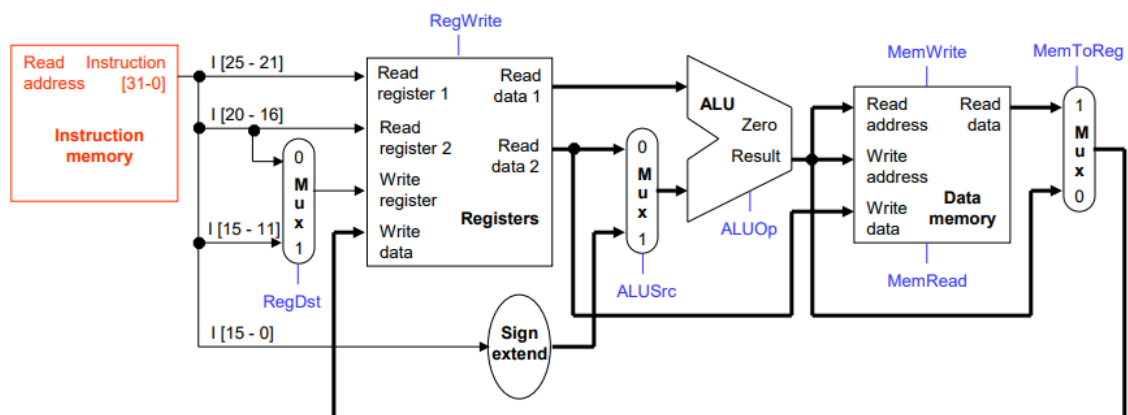 RegWrite
Read Instruction
address [31-0]
Instruction
memory
I [25 - 21]
I [20 - 16]
I [15 - 11]
I [15 - 0]
0
M
u
x
1
RegDst
Read
register 1
Read
register 2
Write
register
Write
data
Read
data 1
Read
data 2
Registers
Sign
extend
0
M
u
x
1
ALUSrc
ALU
Zero
Result
ALUOp
MemWrite
Read
address
Write
address
Write
data
Read
data
Data
memory
MemRead
MemToReg
1
M
u
x
0